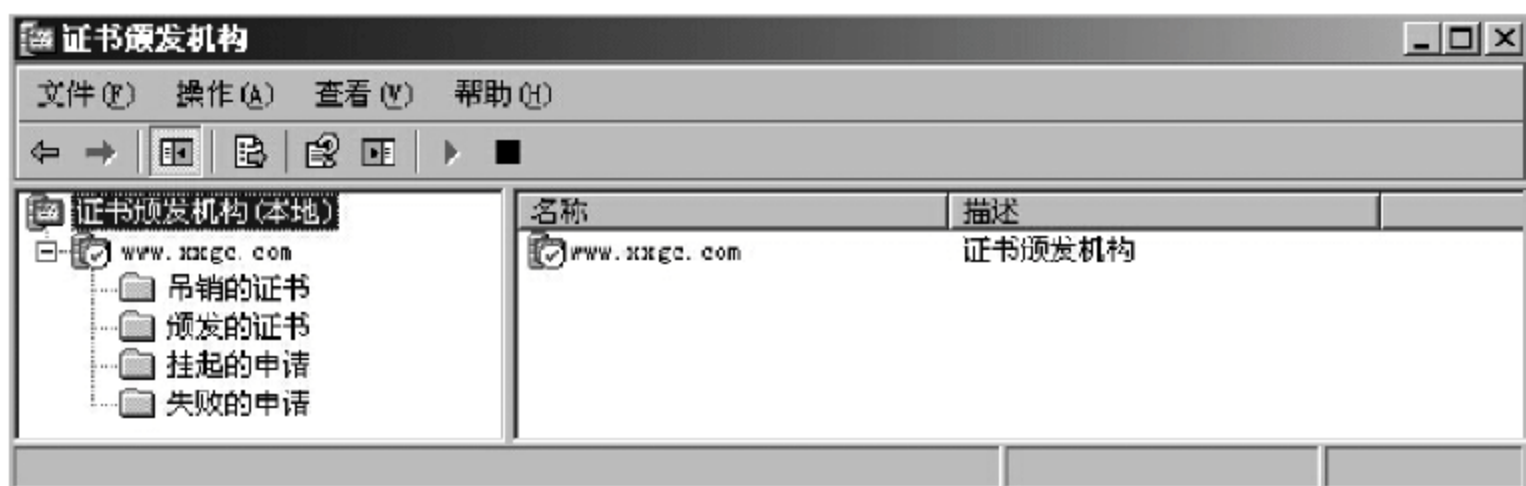 证书颁发机构
文件(F) 操作(A) 查看(V) 帮助(H)
证书颁发机构(本地)
www.xxgc.com
吊销的证书
颁发的证书
挂起的申请
失败的申请
名称 描述
www.xxgc.com 证书颁发机构